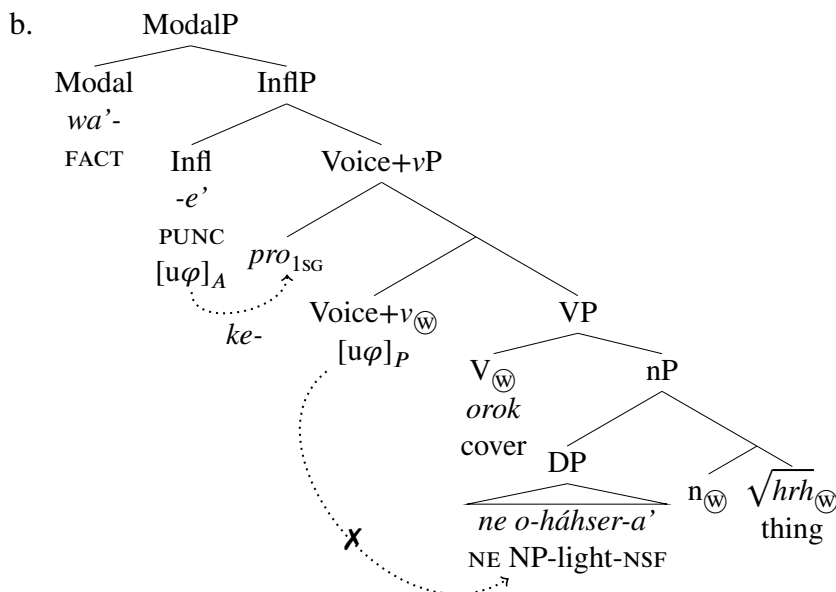 b. ModalP
Modal InflP
wa’- Infl Voice+vP
FACT -e’
PUNC pro1SG
[uφ]A
ke- Voice+vⓌ VP
[uφ]P VⓌ nP
orok
cover DP nⓌ √hrhⓌ
ne o-háhser-a’ thing
✗ NE NP-light-NSF